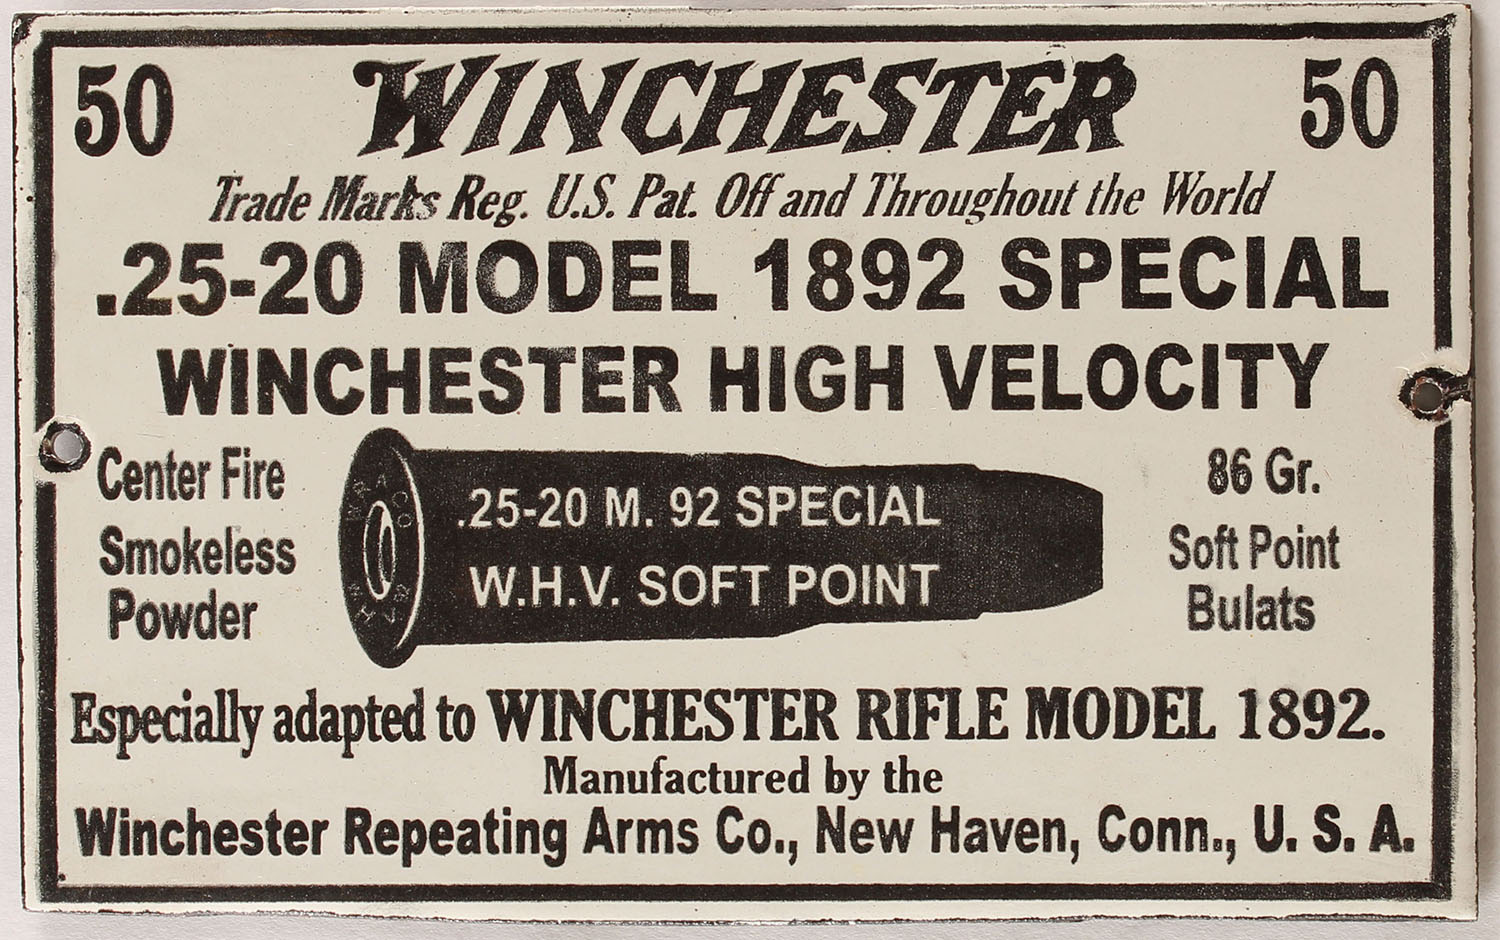 50 WINCHESTER 50
Trade Marks Reg. U.S. Pat. Off and Throughout the World
.25-20 MODEL 1892 SPECIAL
WINCHESTER HIGH VELOCITY
Center Fire
Smokeless
Powder
.25-20 M. 92 SPECIAL
W.H.V. SOFT POINT
86 Gr.
Soft Point
Bulats
Especially adapted to WINCHESTER RIFLE MODEL 1892.
Manufactured by the
Winchester Repeating Arms Co., New Haven, Conn., U. S. A.